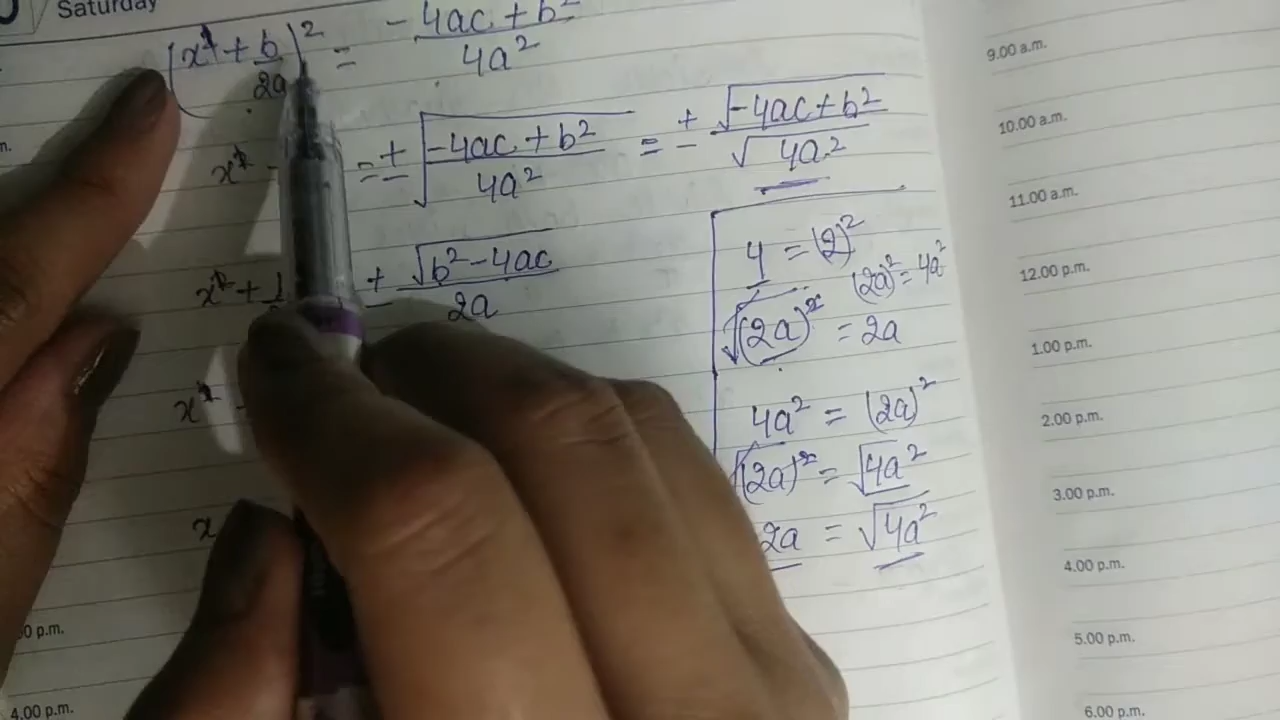 Saturday
(x + b/2a)² = -4ac + b²/4a²
x = ± √(-4ac + b²/4a²) = ± √-4ac + b²/√4a²
x + ± √b² - 4ac/2a
x
x
4 = (2)²
(2a)² = 4a²
√(2a)² = 2a
4a² = (2a)²
√(2a)² = √4a²
2a = √4a²
4.00 p.m.
9.00 a.m.
10.00 a.m.
11.00 a.m.
12.00 p.m.
1.00 p.m.
2.00 p.m.
3.00 p.m.
4.00 p.m.
5.00 p.m.
6.00 p.m.